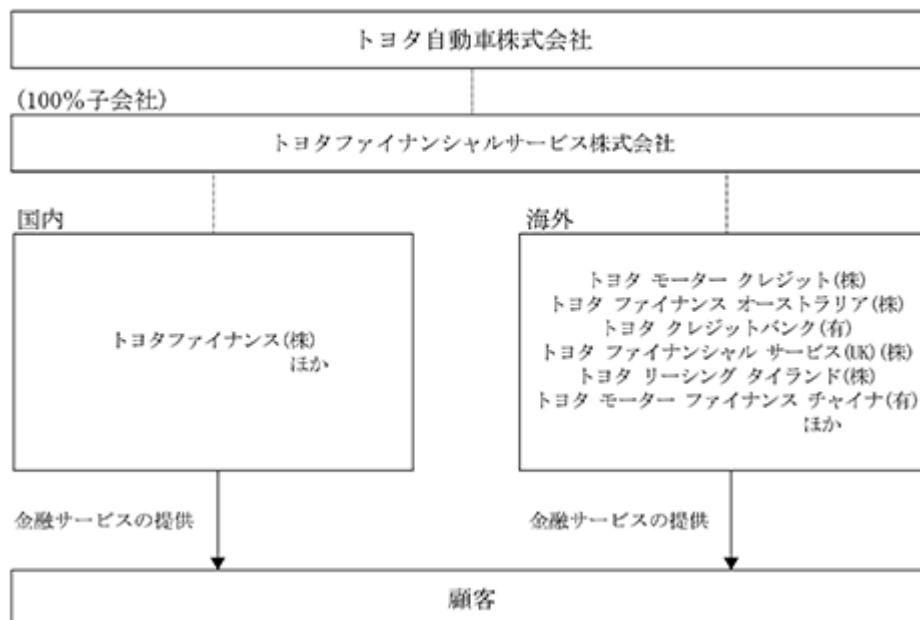 トヨタ自動車株式会社
(100%子会社)
トヨタファイナンシャルサービス株式会社
国内
トヨタファイナンス(株)
ほか
海外
トヨタ モーター クレジット(株)
トヨタ ファイナンス オーストラリア(株)
トヨタ クレジットバンク(有)
トヨタ ファイナンシャル サービス(UK)(株)
トヨタ リーシング タイランド(株)
トヨタ モーター ファイナンス チャイナ(有)
ほか
金融サービスの提供
金融サービスの提供
顧客